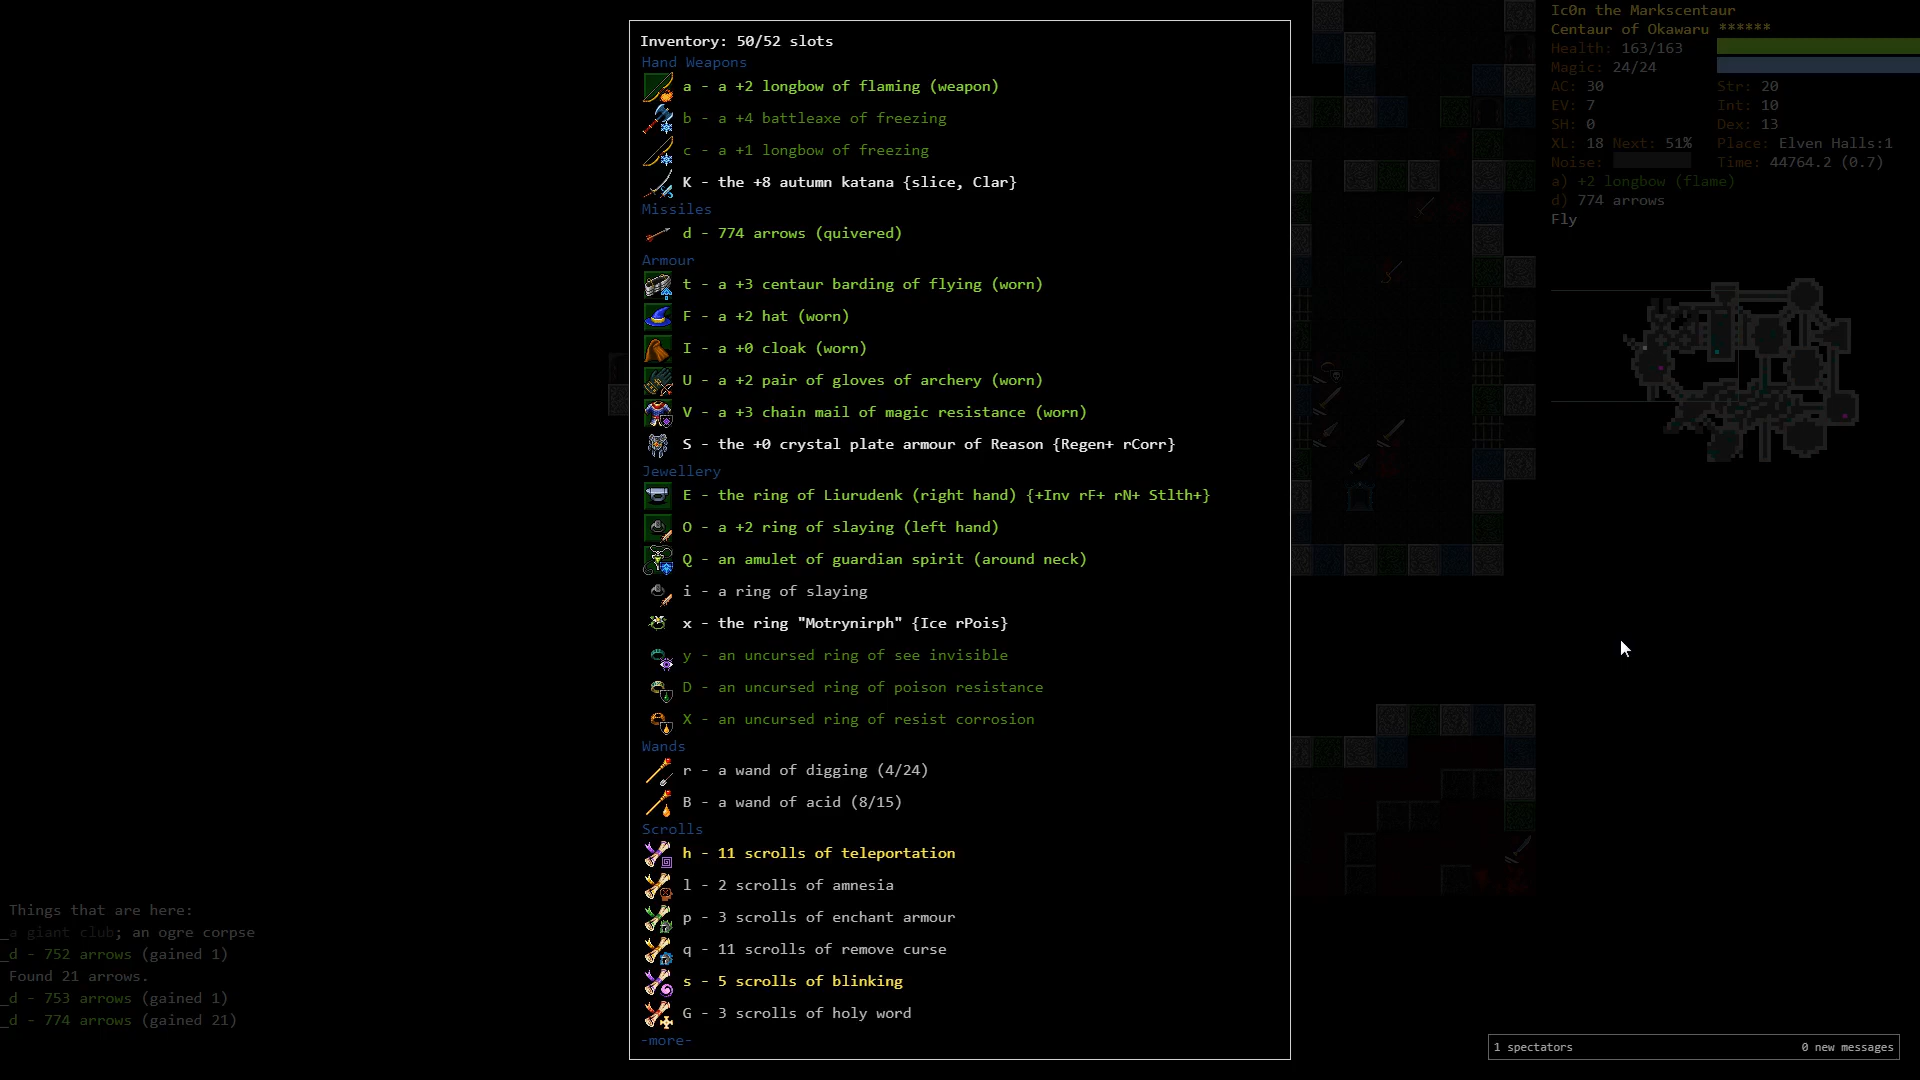 Inventory: 50/52 slots
Hand Weapons
a - a +2 longbow of flaming (weapon)
b - a +4 battleaxe of freezing
c - a +1 longbow of freezing
K - the +8 autumn katana {slice, Clar}
Missiles
d - 774 arrows (quivered)
Armour
t - a +3 centaur barding of flying (worn)
F - a +2 hat (worn)
I - a +0 cloak (worn)
U - a +2 pair of gloves of archery (worn)
V - a +3 chain mail of magic resistance (worn)
S - the +0 crystal plate armour of Reason {Regen+ rCorr}
Jewellery
E - the ring of Liurudenk (right hand) {+Inv rF+ rN+ Stlth+}
O - a +2 ring of slaying (left hand)
Q - an amulet of guardian spirit (around neck)
i - a ring of slaying
x - the ring "Motrynirph" {Ice rPois}
y - an uncursed ring of see invisible
D - an uncursed ring of poison resistance
X - an uncursed ring of resist corrosion
Wands
r - a wand of digging (4/24)
B - a wand of acid (8/15)
Scrolls
h - 11 scrolls of teleportation
l - 2 scrolls of amnesia
p - 3 scrolls of enchant armour
q - 11 scrolls of remove curse
s - 5 scrolls of blinking
G - 3 scrolls of holy word
-more-
Ic0n the Markscentaur
Centaur of Okawaru ******
Health: 163/163
Magic: 24/24
AC: 30 Str: 20
EV: 7 Int: 10
SH: 0 Dex: 13
XL: 18 Next: 51% Place: Elven Halls:1
Noise: Time: 44764.2 (0.7)
a) +2 longbow (flame)
d) 774 arrows
Fly
Things that are here:
_a giant club; an ogre corpse
_d - 752 arrows (gained 1)
Found 21 arrows.
_d - 753 arrows (gained 1)
_d - 774 arrows (gained 21)
1 spectators 0 new messages